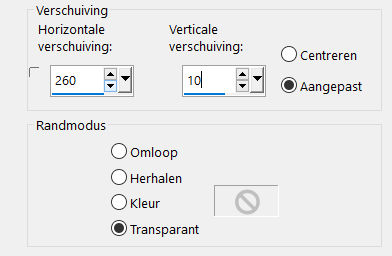 Verschuiving
Horizontale verschuiving:
Verticale verschuiving:
260
10
Centreren
Aangepast
Randmodus
Omloop
Herhalen
Kleur
Transparant